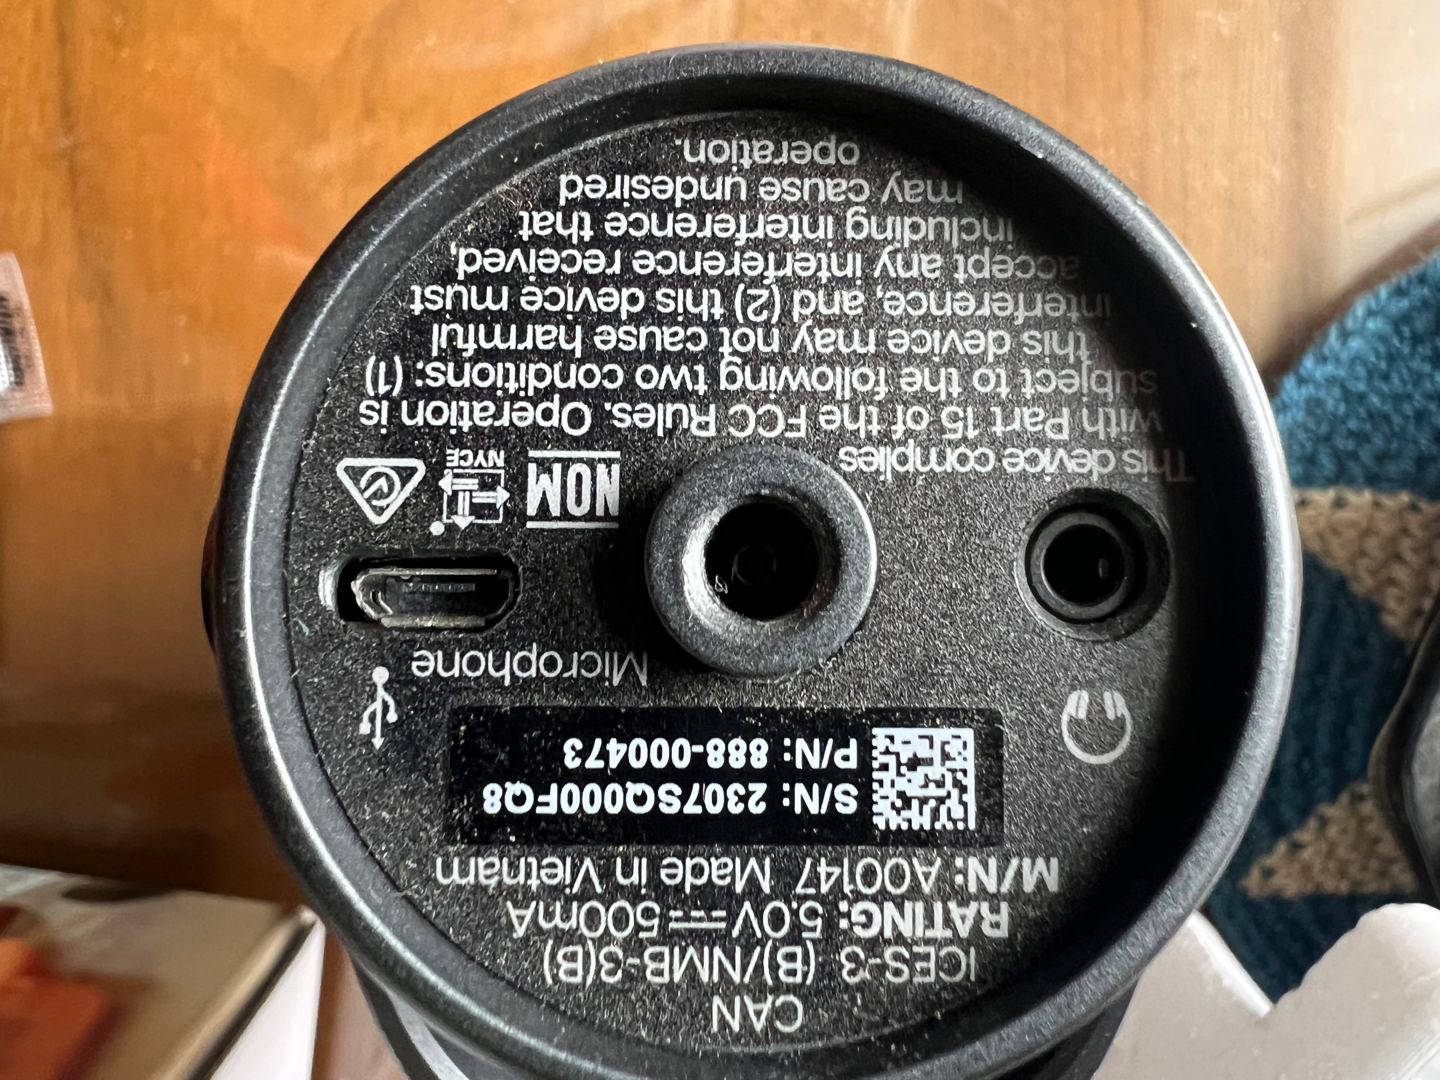 CAN
ICES-3 (B)/NMB-3(B)
RATING: 5.0V 500mA
M/N: A00147 Made in Vietnam
S/N: 2307SQ000FQ8
P/N: 888-000473
Microphone
NOM
NYCE
This device complies
with Part 15 of the FCC Rules. Operation is
subject to the following two conditions: (1)
this device may not cause harmful
interference, and (2) this device must
accept any interference received,
including interference that
may cause undesired
operation.